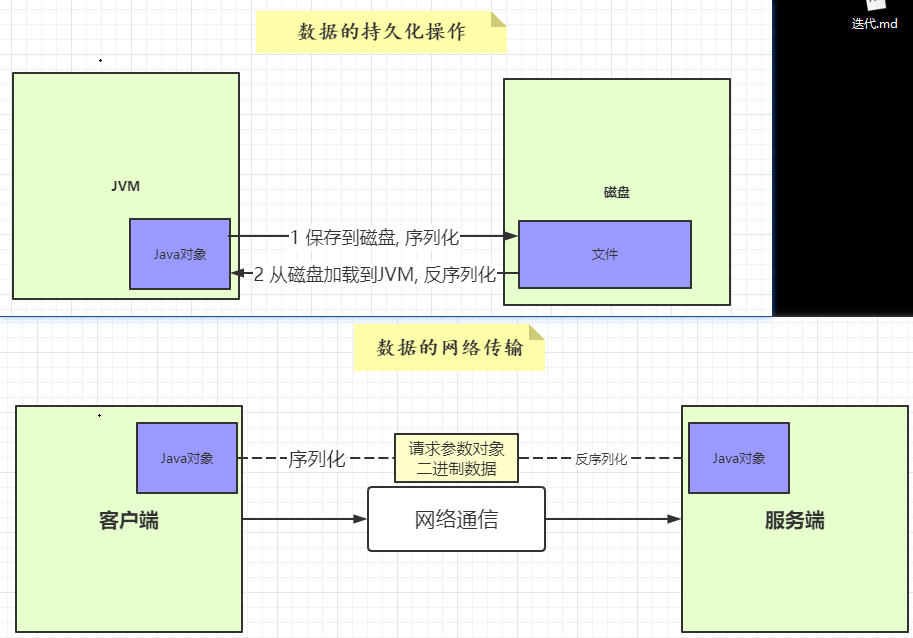 数据的持久化操作
迭代.md
JVM
磁盘
Java对象
1 保存到磁盘, 序列化
文件
2 从磁盘加载到JVM, 反序列化
数据的网络传输
Java对象
序列化
请求参数对象
二进制数据
反序列化
Java对象
客户端
网络通信
服务端